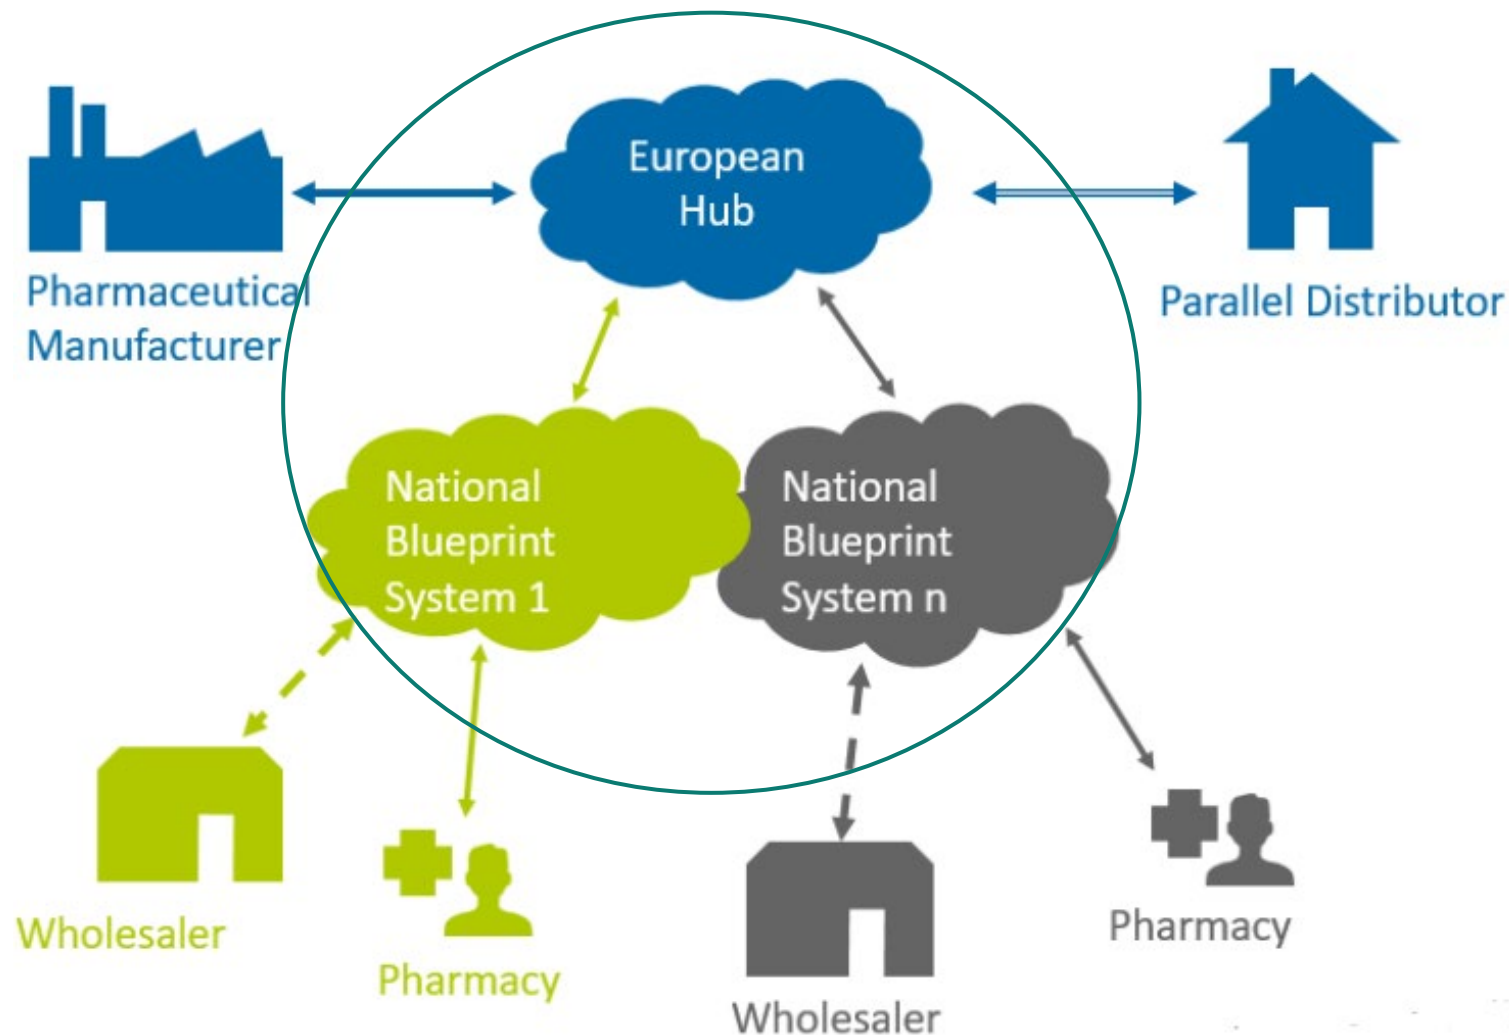 European
Hub
Pharmaceutical
Manufacturer
Parallel Distributor
National
Blueprint
System 1
National
Blueprint
System n
Wholesaler
Pharmacy
Wholesaler
Pharmacy